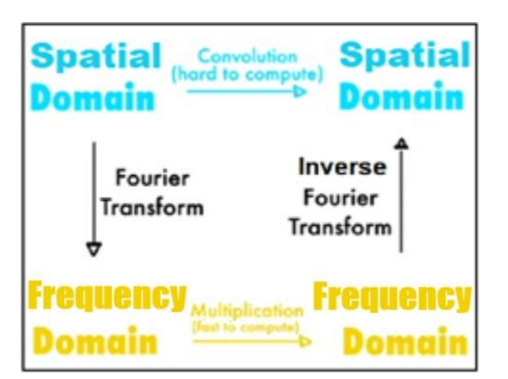 Spatial
Domain
Convolution
(hard to compute)
Spatial
Domain
Fourier
Transform
Inverse
Fourier
Transform
Frequency
Domain
Multiplication
(fast to compute)
Frequency
Domain